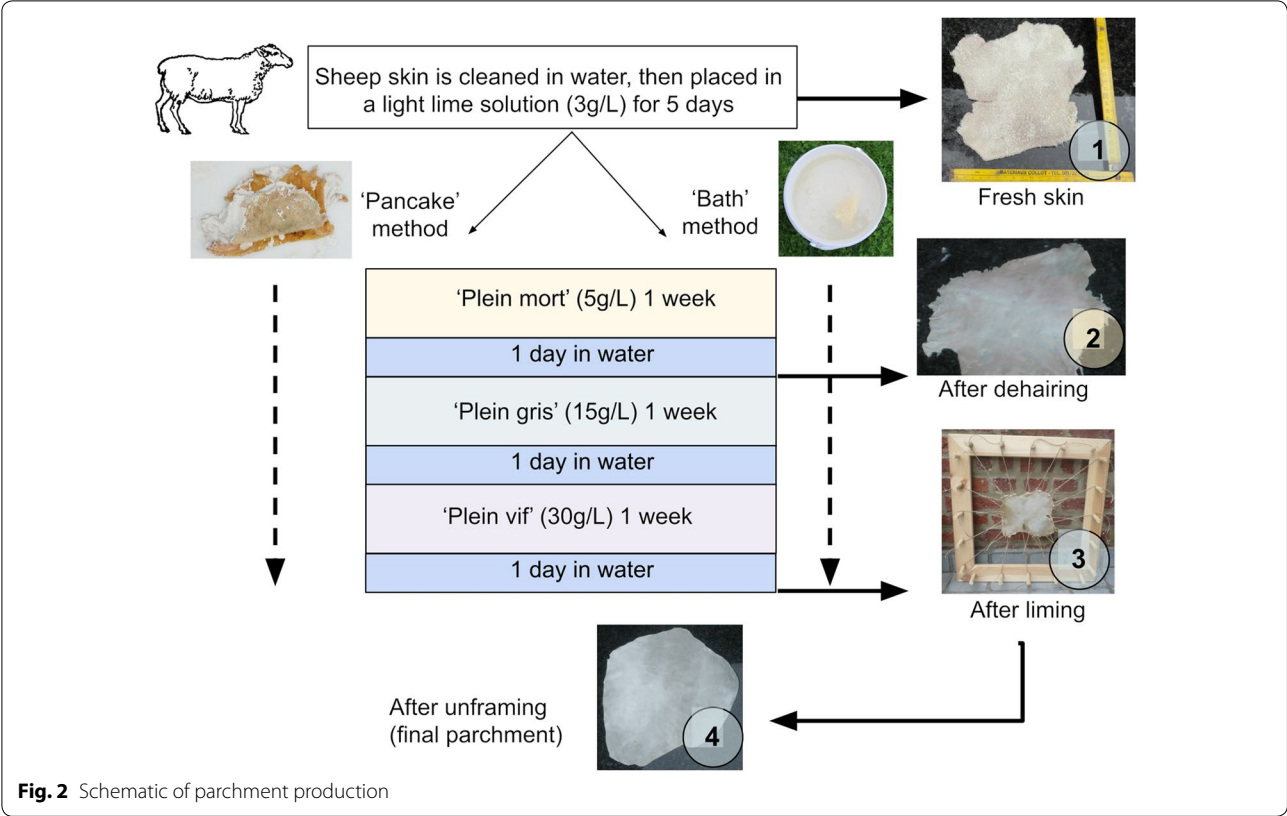 Sheep skin is cleaned in water, then placed in
a light lime solution (3g/L) for 5 days
1
Fresh skin
‘Pancake’
method
‘Bath’
method
‘Plein mort’ (5g/L) 1 week
1 day in water
2
After dehairing
‘Plein gris’ (15g/L) 1 week
1 day in water
‘Plein vif’ (30g/L) 1 week
1 day in water
3
After liming
After unframing
(final parchment)
4
Fig. 2 Schematic of parchment production